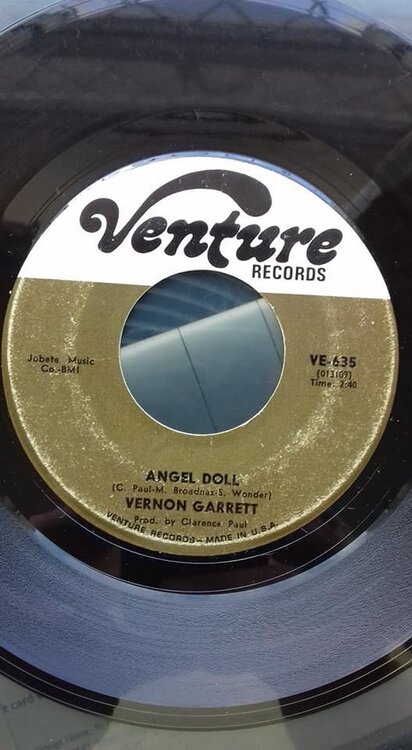 Venture
RECORDS
Jobete Music
Co.-BMI
VE-635
(013109)
Time: 2:40
ANGEL DOLL
(C. Paul-M. Broadnax-S. Wonder)
VERNON GARRETT
Prod. by Clarence Paul
VENTURE RECORDS—MADE IN U.S.A.